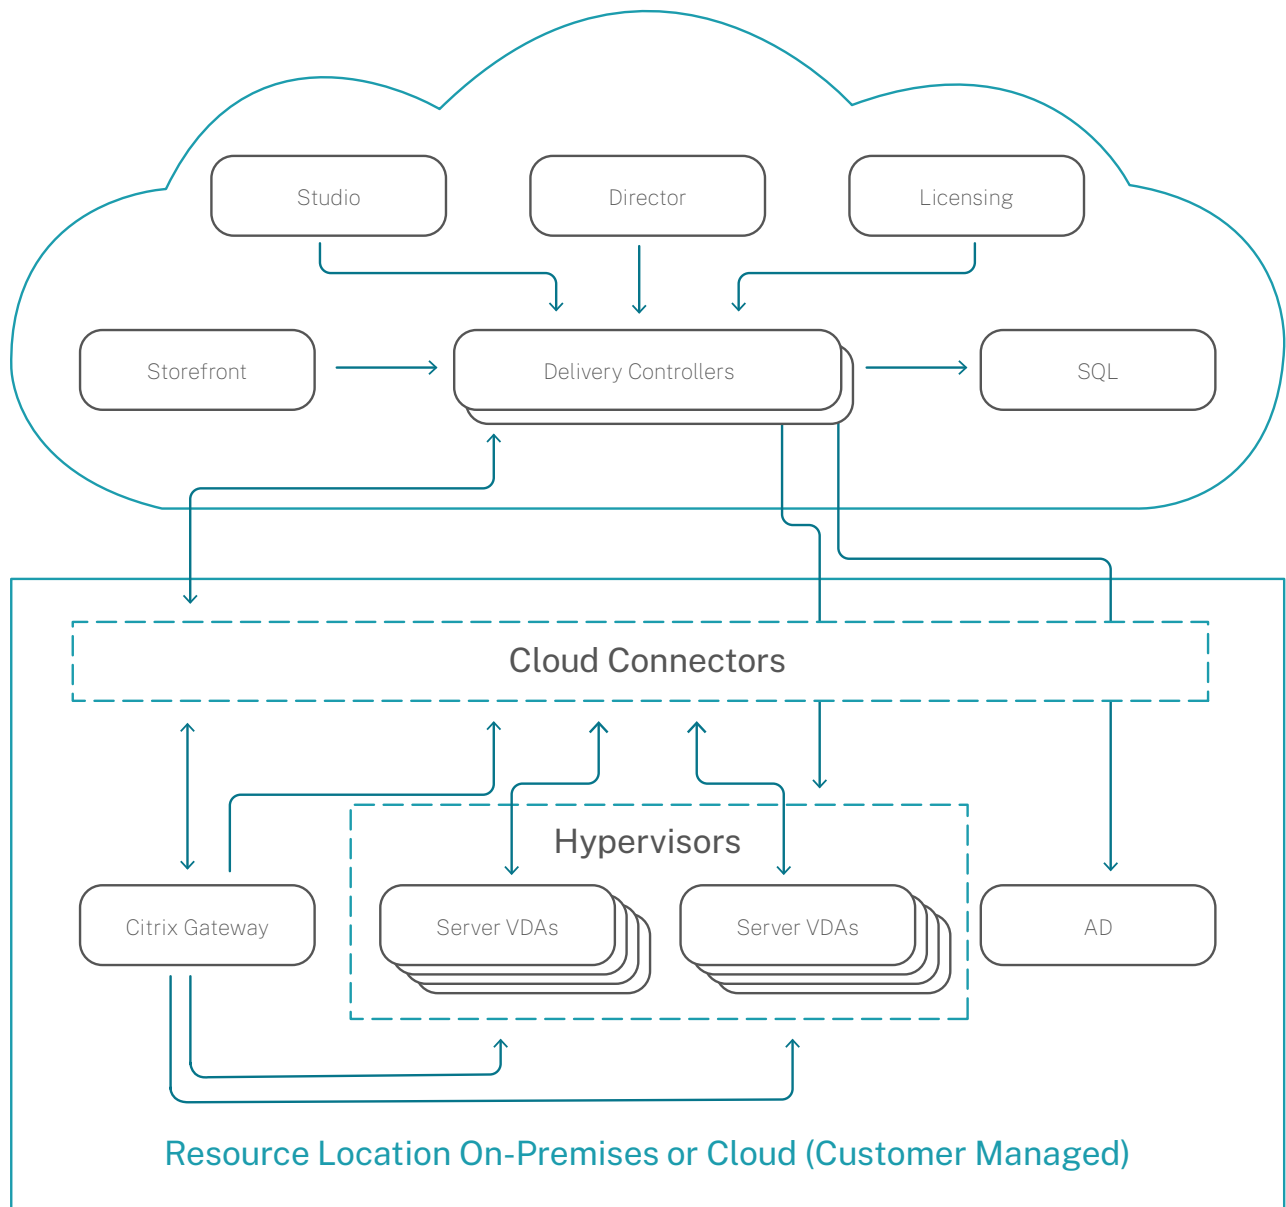 Studio
Director
Licensing
Storefront
Delivery Controllers
SQL
Cloud Connectors
Hypervisors
Citrix Gateway
Server VDAs
Server VDAs
AD
Resource Location On-Premises or Cloud (Customer Managed)